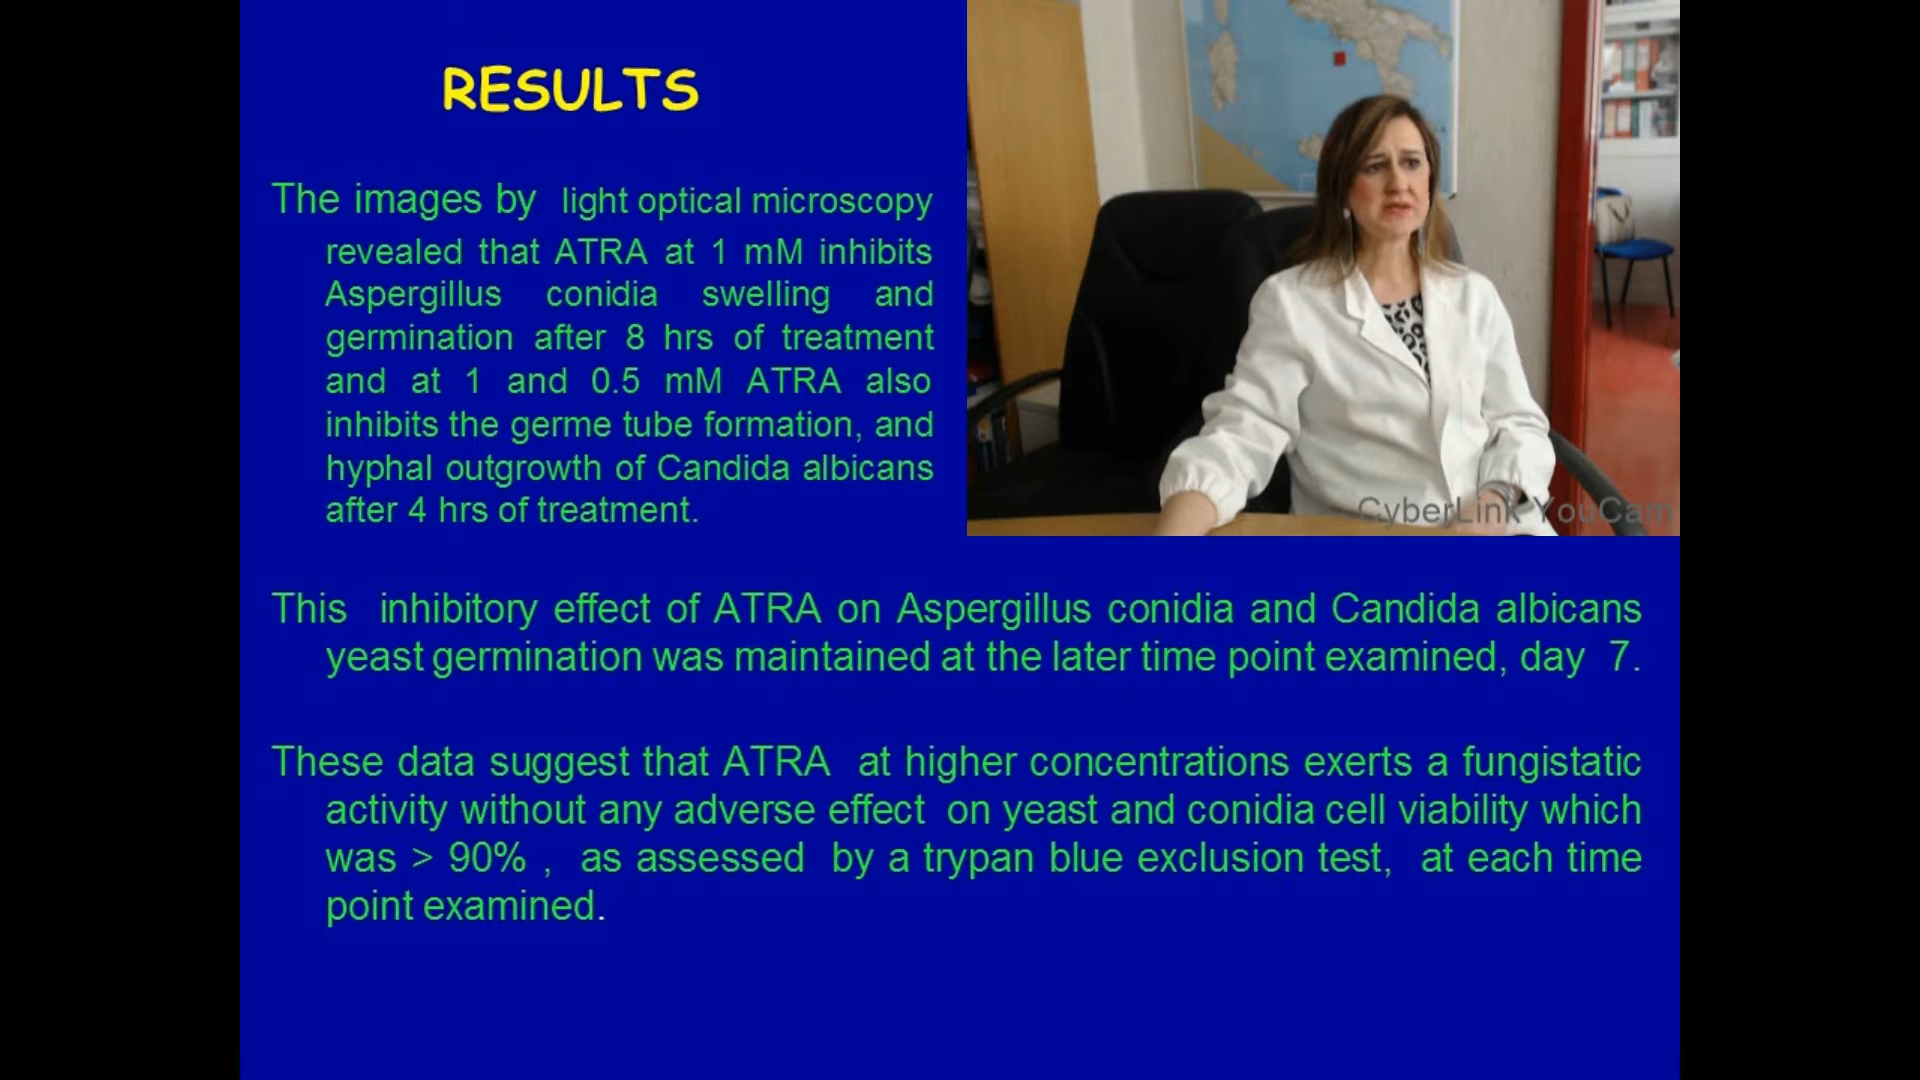 RESULTS
The images by light optical microscopy
revealed that ATRA at 1 mM inhibits
Aspergillus conidia swelling and
germination after 8 hrs of treatment
and at 1 and 0.5 mM ATRA also
inhibits the germe tube formation, and
hyphal outgrowth of Candida albicans
after 4 hrs of treatment.
CyberLink YouCam
This inhibitory effect of ATRA on Aspergillus conidia and Candida albicans
yeast germination was maintained at the later time point examined, day 7.
These data suggest that ATRA at higher concentrations exerts a fungistatic
activity without any adverse effect on yeast and conidia cell viability which
was > 90% , as assessed by a trypan blue exclusion test, at each time
point examined.